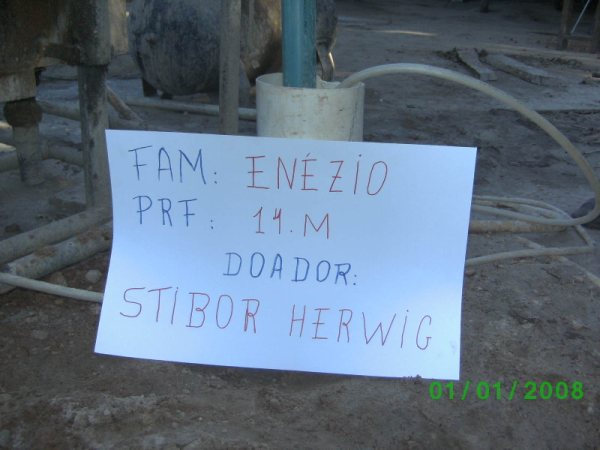 FAM: ENÉZIO
PRF: 14.M
DOADOR:
STIBOR HERWIG
01/01/2008